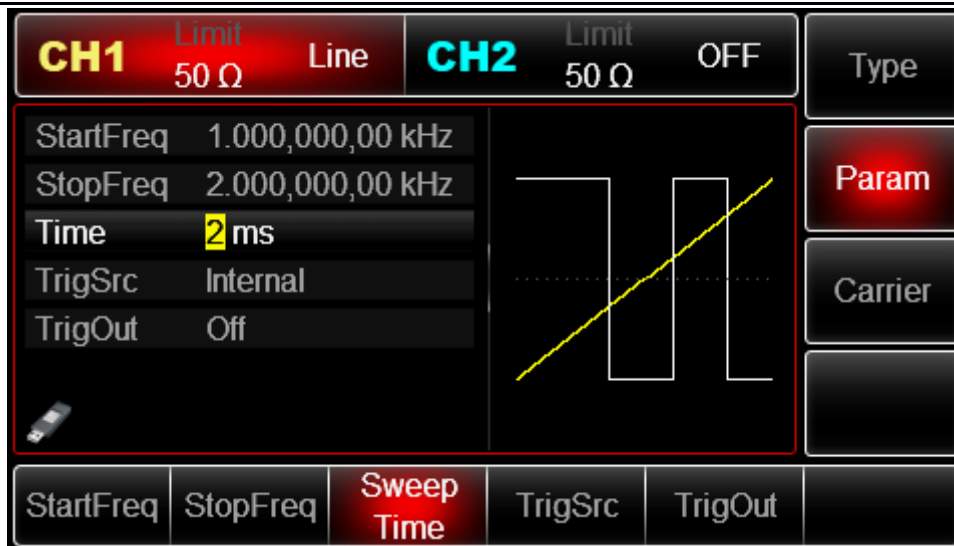 CH1 Limit 50 Ω Line CH2 Limit 50 Ω OFF
Type
StartFreq 1.000,000,00 kHz
StopFreq 2.000,000,00 kHz
Param
Time 2 ms
TrigSrc Internal
Carrier
TrigOut Off
StartFreq StopFreq Sweep Time TrigSrc TrigOut